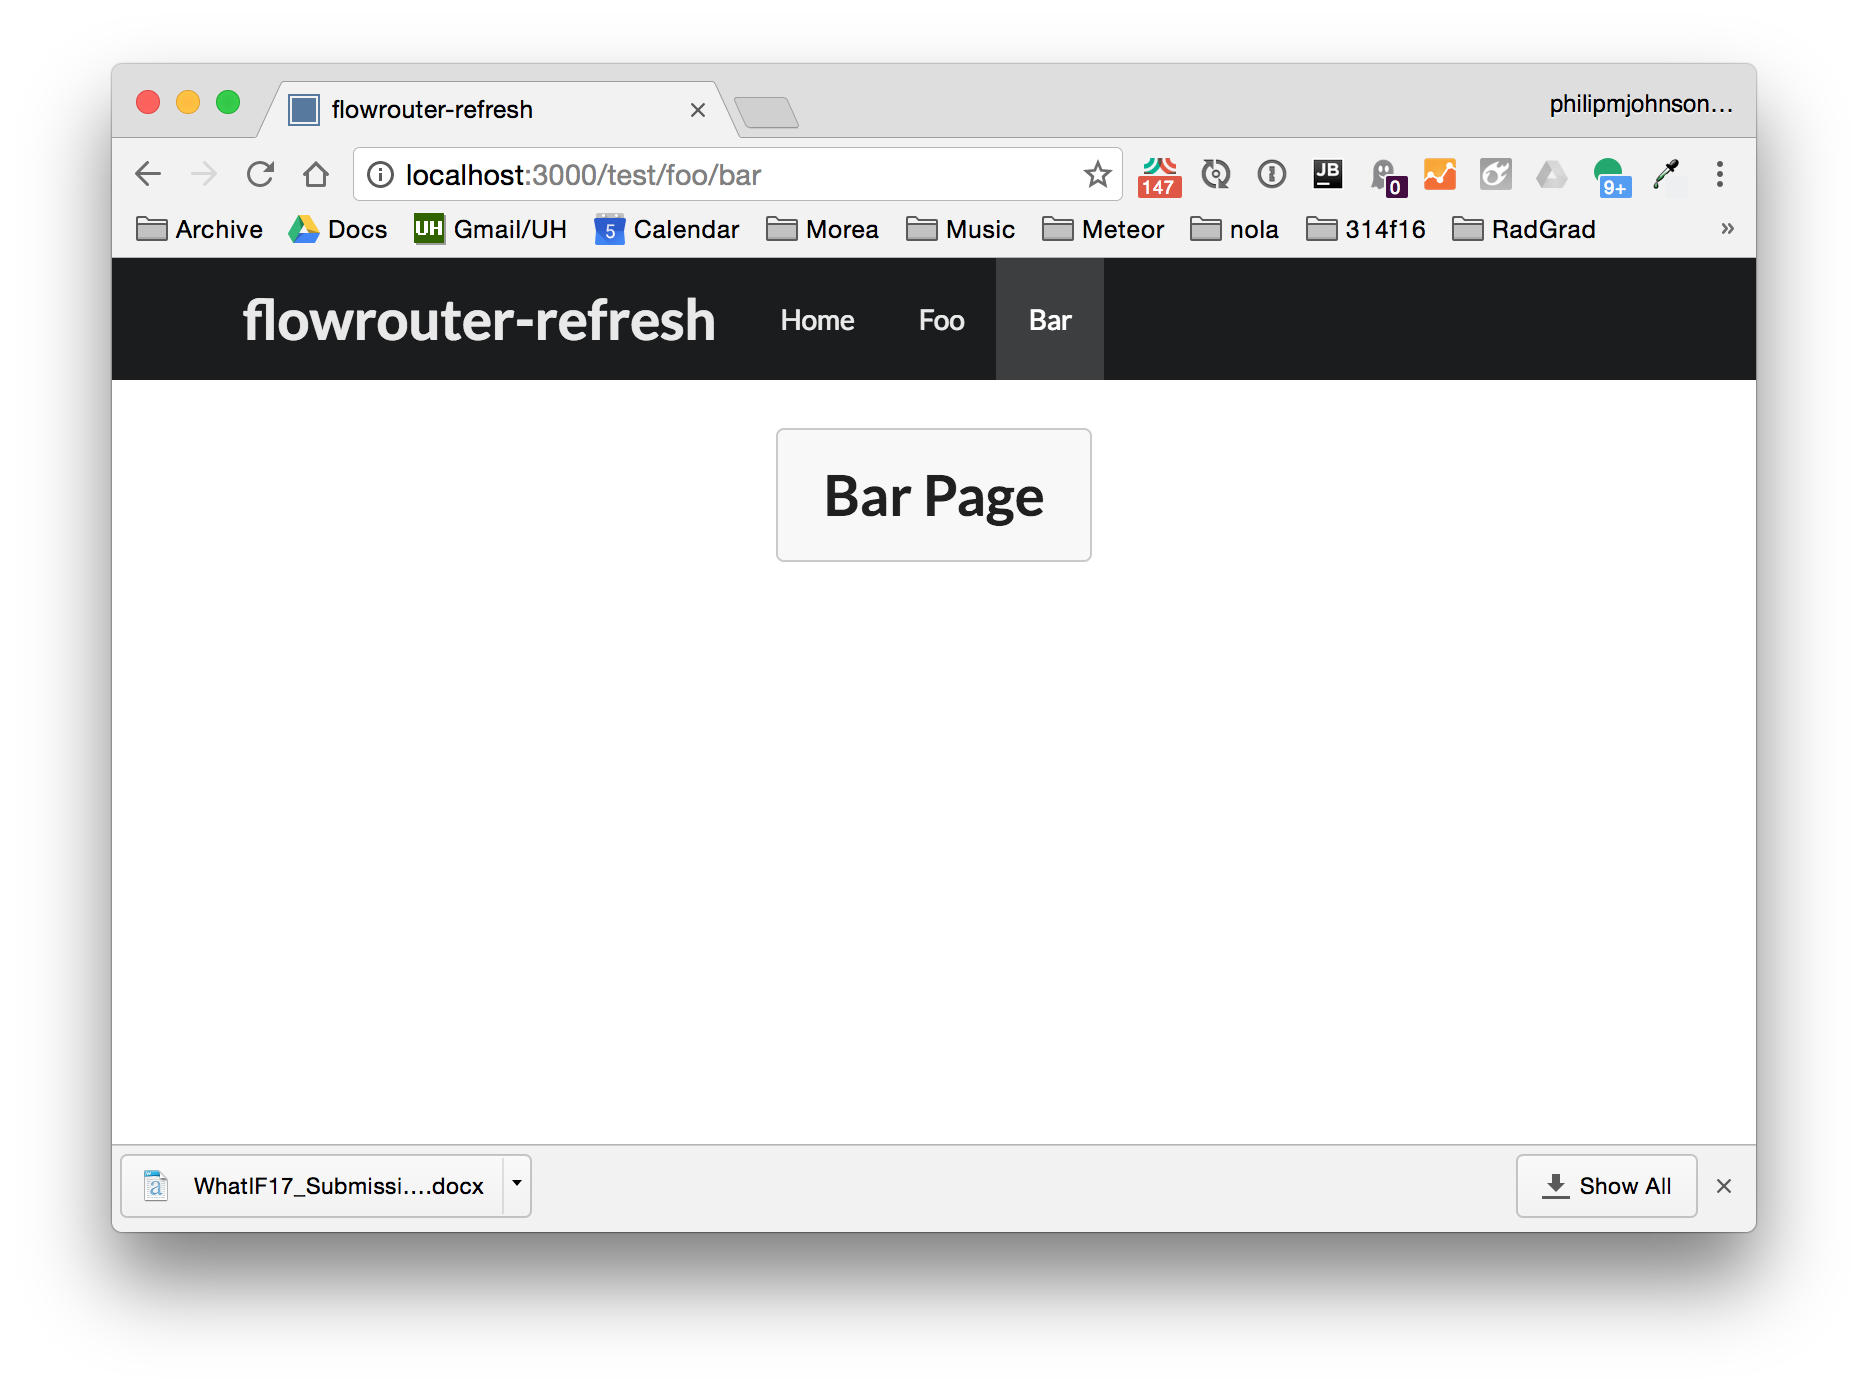 flowrouter-refresh
philipmjohnson...
localhost:3000/test/foo/bar
147
JB
0
9+
Archive
Docs
UH Gmail/UH
5 Calendar
Morea
Music
Meteor
nola
314f16
RadGrad
»
flowrouter-refresh
Home
Foo
Bar
Bar Page
a
WhatIF17_Submissi....docx
Show All